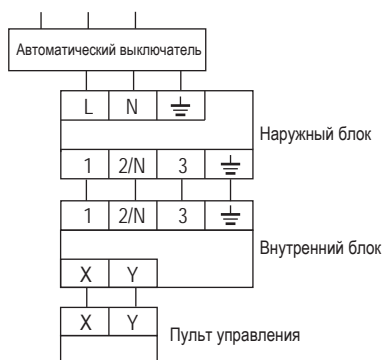 Автоматический выключатель
L N ⏚
Наружный блок
1 2/N 3 ⏚
1 2/N 3 ⏚
Внутренний блок
X Y
X Y
Пульт управления